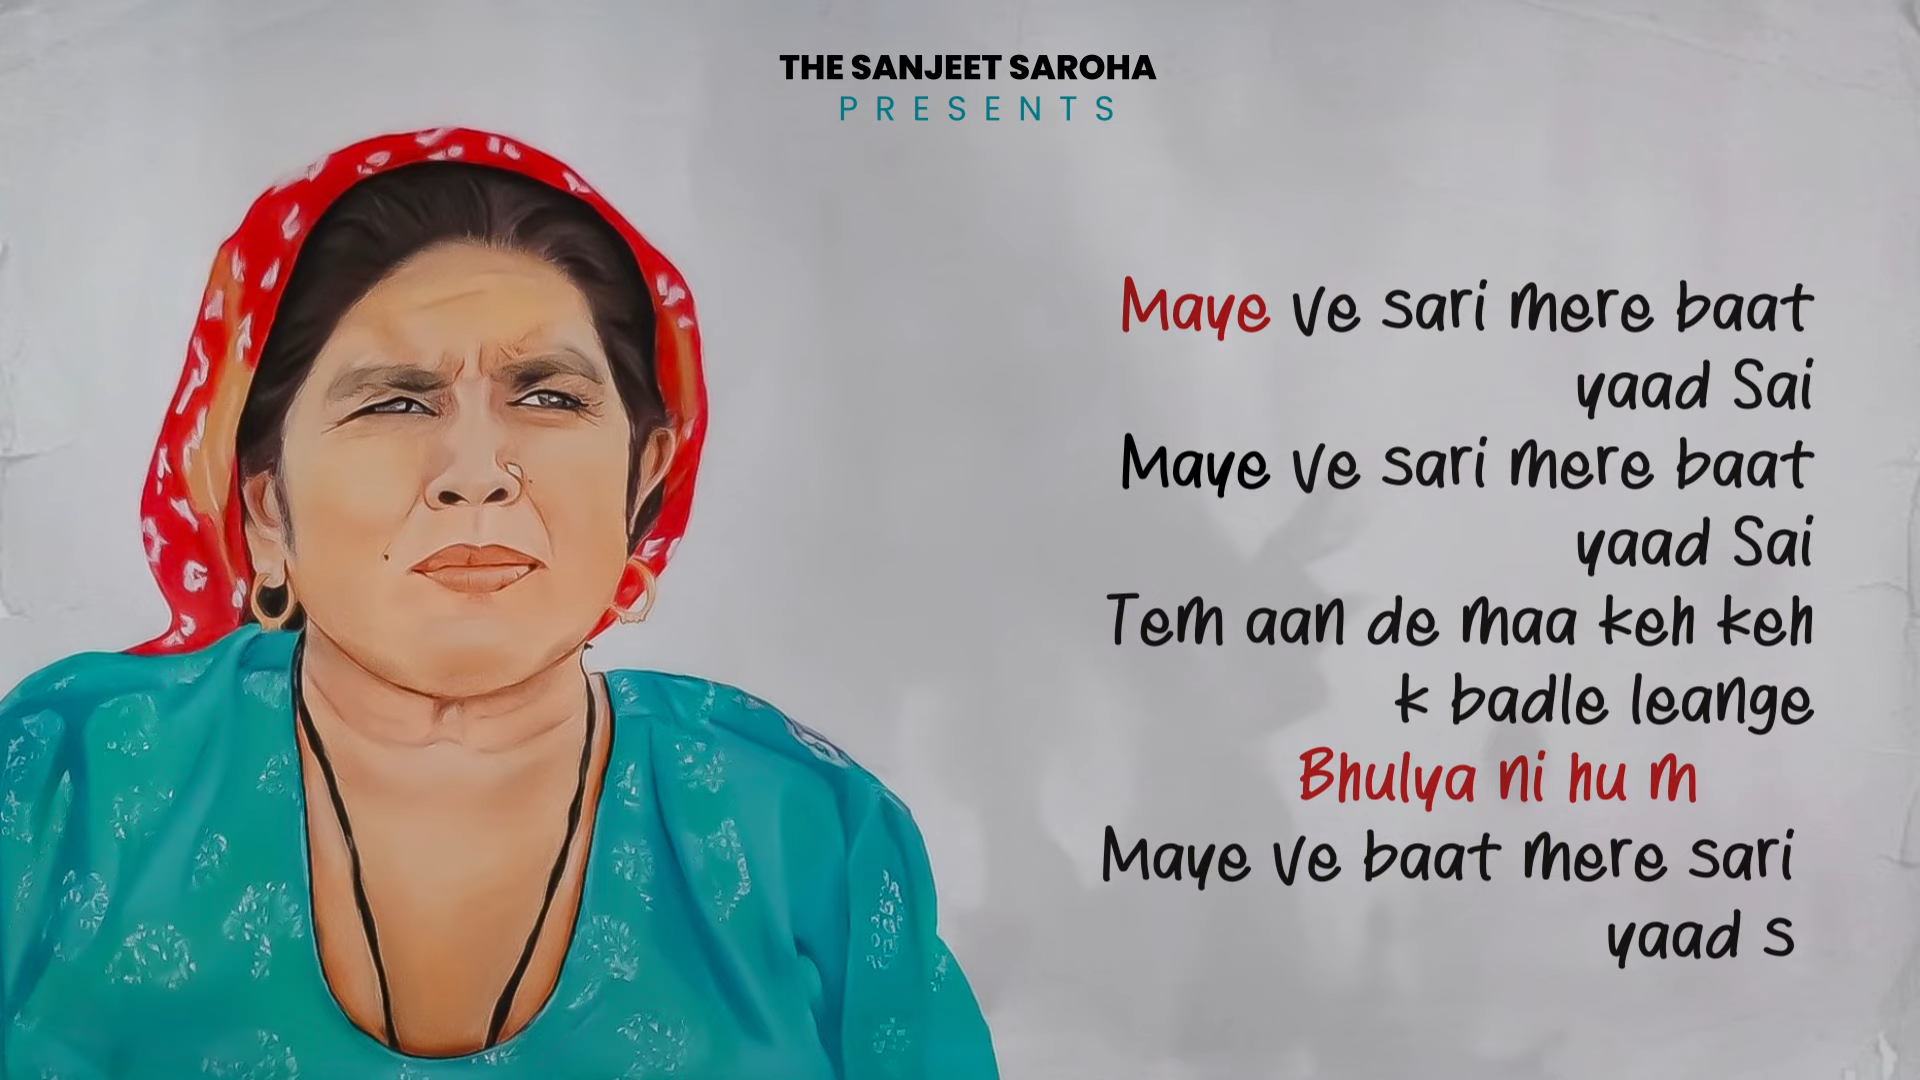 THE SANJEET SAROHA
PRESENTS
Maye ve sari mere baat
yaad Sai
Maye ve sari mere baat
yaad Sai
Tem aan de maa keh keh
k badle leange
Bhulya ni hu m
Maye ve baat mere sari
yaad s